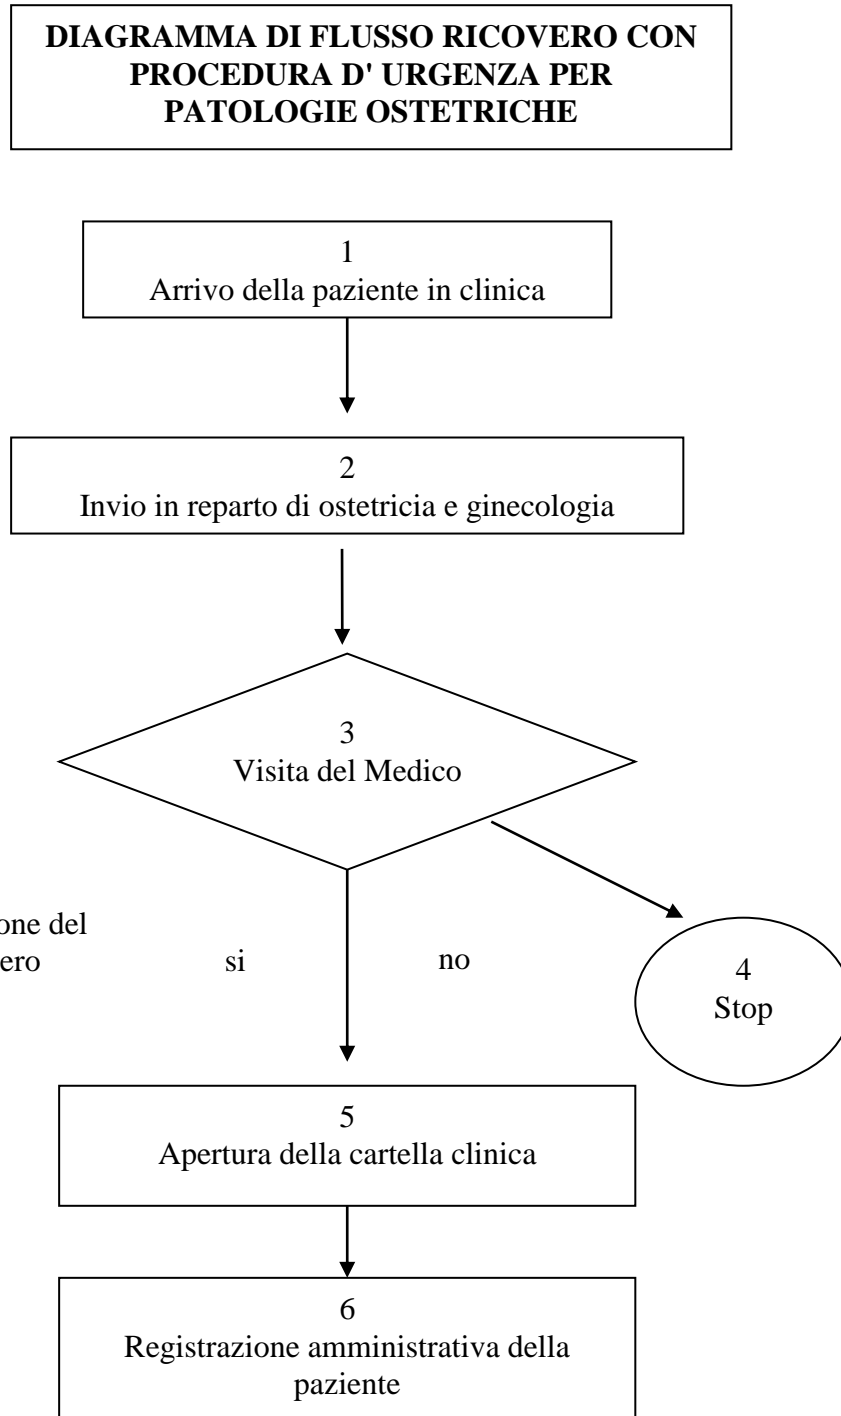 DIAGRAMMA DI FLUSSO RICOVERO CON
PROCEDURA D' URGENZA PER
PATOLOGIE OSTETRICHE
1
Arrivo della paziente in clinica
2
Invio in reparto di ostetricia e ginecologia
3
Visita del Medico
del
si
no
4
Stop
5
Apertura della cartella clinica
6
Registrazione amministrativa della
paziente